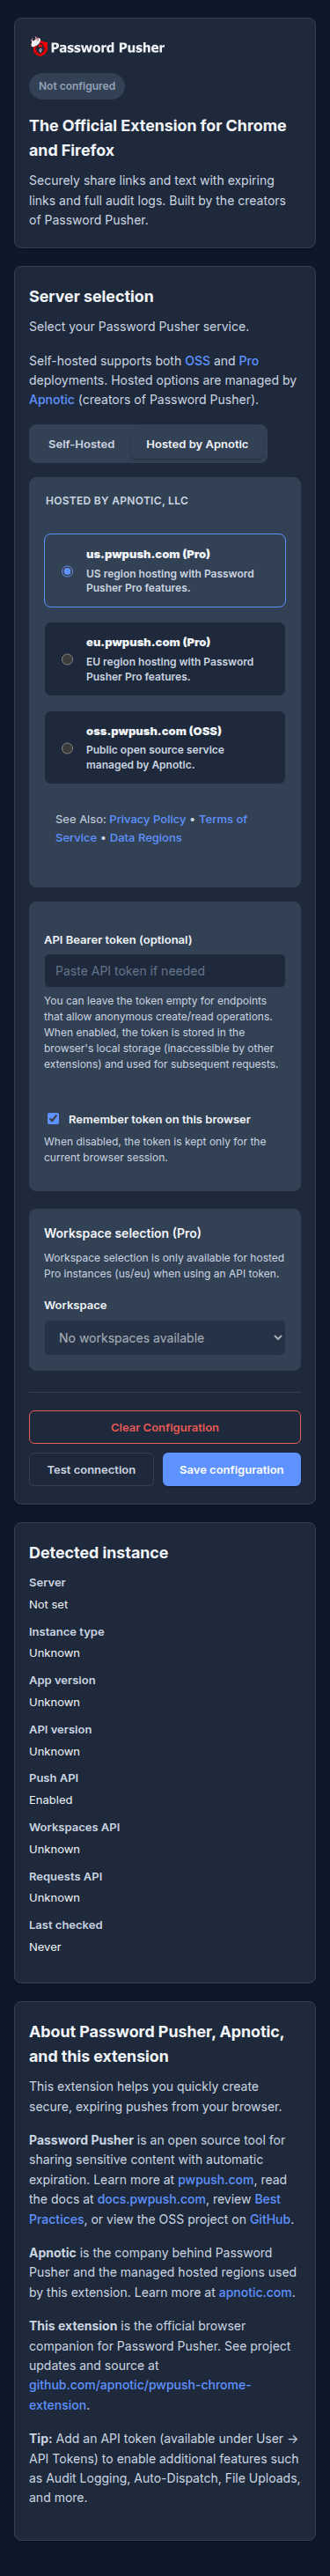 Password Pusher
Not configured
The Official Extension for Chrome
and Firefox
Securely share links and text with expiring
links and full audit logs. Built by the creators
of Password Pusher.
Server selection
Select your Password Pusher service.
Self-hosted supports both OSS and Pro
deployments. Hosted options are managed by
Apnotic (creators of Password Pusher).
Self-Hosted
Hosted by Apnotic
HOSTED BY APNOTIC, LLC
us.pwpush.com (Pro)
US region hosting with Password
Pusher Pro features.
eu.pwpush.com (Pro)
EU region hosting with Password
Pusher Pro features.
oss.pwpush.com (OSS)
Public open source service
managed by Apnotic.
See Also: Privacy Policy • Terms of
Service • Data Regions
API Bearer token (optional)
Paste API token if needed
You can leave the token empty for endpoints
that allow anonymous create/read operations.
When enabled, the token is stored in the
browser's local storage (inaccessible by other
extensions) and used for subsequent requests.
Remember token on this browser
When disabled, the token is kept only for the
current browser session.
Workspace selection (Pro)
Workspace selection is only available for hosted
Pro instances (us/eu) when using an API token.
Workspace
No workspaces available
Clear Configuration
Test connection
Save configuration
Detected instance
Server
Not set
Instance type
Unknown
App version
Unknown
API version
Unknown
Push API
Enabled
Workspaces API
Unknown
Requests API
Unknown
Last checked
Never
About Password Pusher, Apnotic,
and this extension
This extension helps you quickly create
secure, expiring pushes from your browser.
Password Pusher is an open source tool for
sharing sensitive content with automatic
expiration. Learn more at pwpush.com, read
the docs at docs.pwpush.com, review Best
Practices, or view the OSS project on GitHub.
Apnotic is the company behind Password
Pusher and the managed hosted regions used
by this extension. Learn more at apnotic.com.
This extension is the official browser
companion for Password Pusher. See project
updates and source at
github.com/apnotic/pwpush-chrome-
extension.
Tip: Add an API token (available under User →
API Tokens) to enable additional features such
as Audit Logging, Auto-Dispatch, File Uploads,
and more.